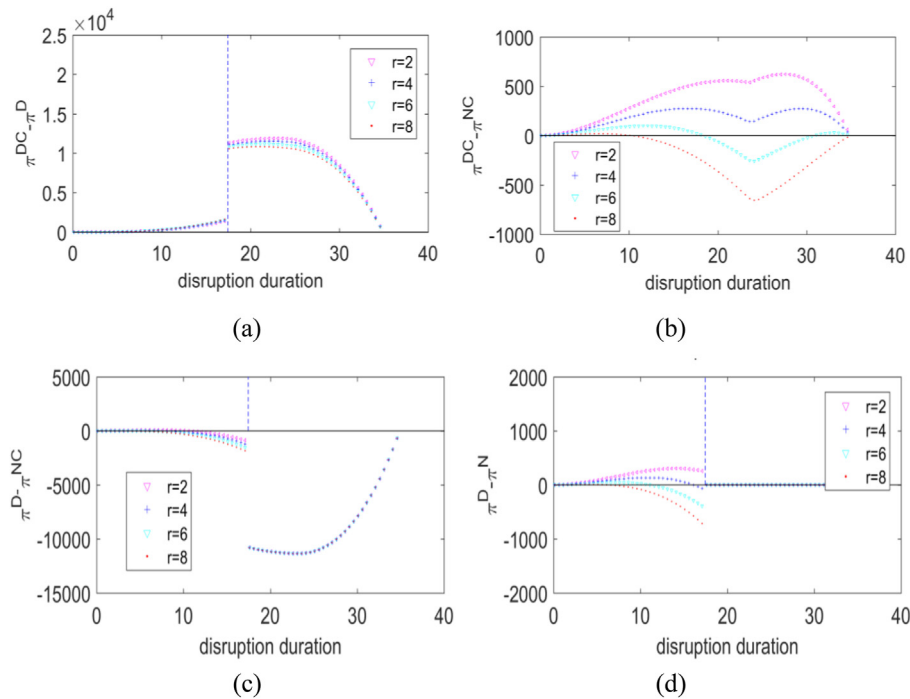 2.5 ×10⁴
2
1.5
1
0.5
0
0 10 20 30 40
π^DC-π^D
disruption duration
r=2
r=4
r=6
r=8
(a)
1000
500
0
-500
-1000
0 10 20 30 40
π^DC-π^NC
disruption duration
r=2
r=4
r=6
r=8
(b)
5000
0
-5000
-10000
-15000
0 10 20 30 40
π^D-π^NC
disruption duration
r=2
r=4
r=6
r=8
(c)
2000
1000
0
-1000
-2000
0 10 20 30 40
π^D-π^N
disruption duration
r=2
r=4
r=6
r=8
(d)